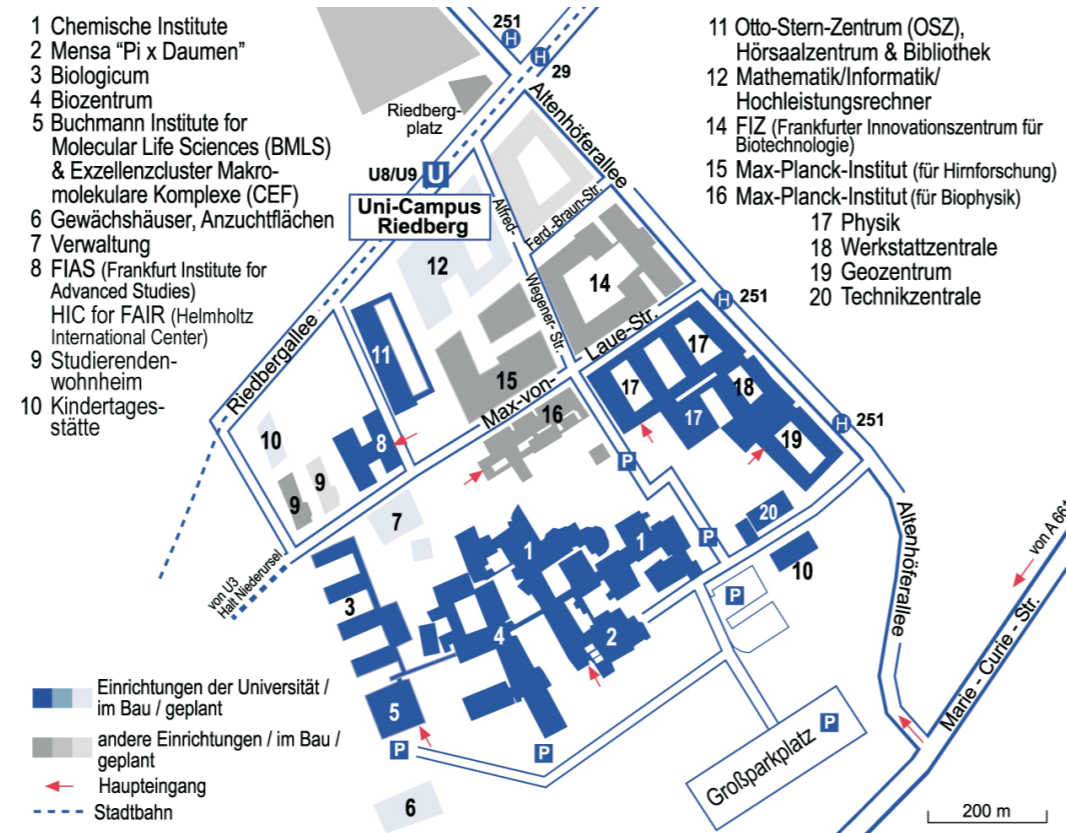 1 Chemische Institute
2 Mensa “Pi x Daumen”
3 Biologicum
4 Biozentrum
5 Buchmann Institute for
Molecular Life Sciences (BMLS)
& Exzellenzcluster Makro-
molekulare Komplexe (CEF)
6 Gewächshäuser, Anzuchtflächen
7 Verwaltung
8 FIAS (Frankfurt Institute for
Advanced Studies)
HIC for FAIR (Helmholtz
International Center)
9 Studierenden-
wohnheim
10 Kindertages-
stätte
11 Otto-Stern-Zentrum (OSZ),
Hörsaalzentrum & Bibliothek
12 Mathematik/Informatik/
Hochleistungsrechner
14 FIZ (Frankfurter Innovationszentrum für
Biotechnologie)
15 Max-Planck-Institut (für Hirnforschung)
16 Max-Planck-Institut (für Biophysik)
17 Physik
18 Werkstattzentrale
19 Geozentrum
20 Technikzentrale
251
H
H
29
Riedberg-
platz
Altenhöferallee
U8/U9 U
Uni-Campus
Riedberg
Alfred-
Wegener- Str.
Ferd.-Braun-Str.
12
14
H 251
Laue-Str.
Max-von-
Riedbergallee
11
15
17
17
18
17
16
10
8
H 251
19
9
9
P
7
20
Altenhöferallee
von A 661
von U3
Halt Niederursel
1
1
P
10
3
P
4
2
Marie - Curie - Str.
5
P
P
Großparkplatz P
6
Einrichtungen der Universität /
im Bau / geplant
andere Einrichtungen / im Bau /
geplant
Haupteingang
Stadtbahn
200 m